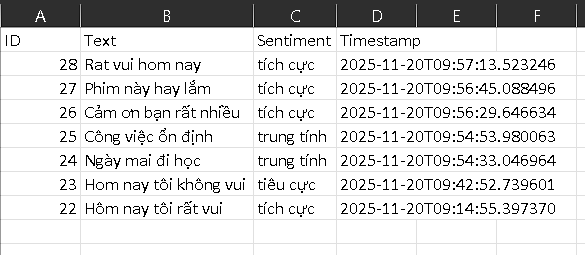 A B C D E F
ID Text Sentiment Timestamp
28 Rat vui hom nay tích cực 2025-11-20T09:57:13.523246
27 Phim này hay lắm tích cực 2025-11-20T09:56:45.088496
26 Cảm ơn bạn rất nhiều tích cực 2025-11-20T09:56:29.646634
25 Công việc ổn định trung tính 2025-11-20T09:54:53.980063
24 Ngày mai đi học trung tính 2025-11-20T09:54:33.046964
23 Hom nay tôi không vui tiêu cực 2025-11-20T09:42:52.739601
22 Hôm nay tôi rất vui tích cực 2025-11-20T09:14:55.397370